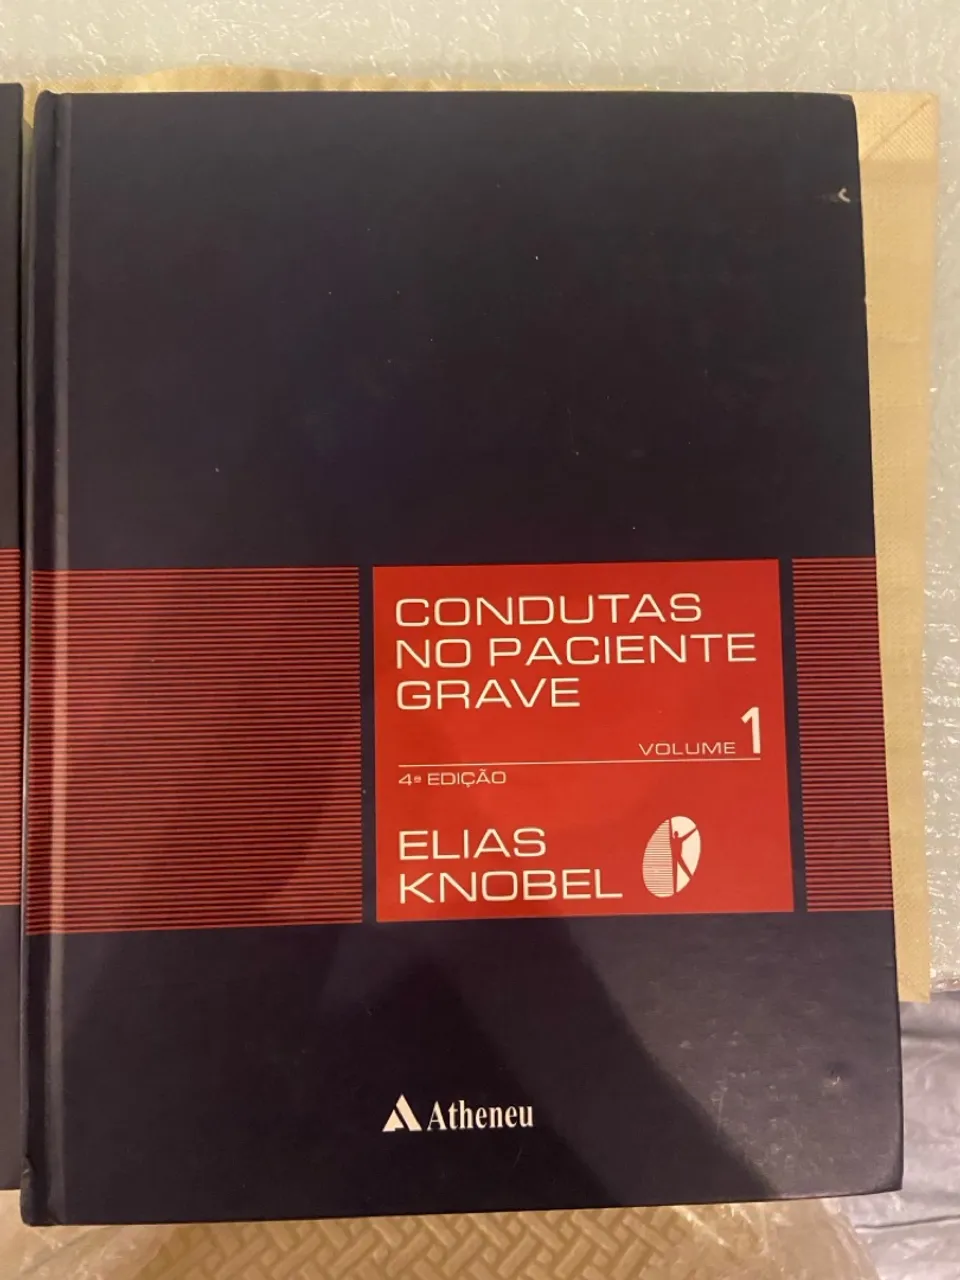 CONDUTAS
NO PACIENTE
GRAVE
VOLUME 1
4ª EDIÇÃO
ELIAS
KNOBEL
Atheneu